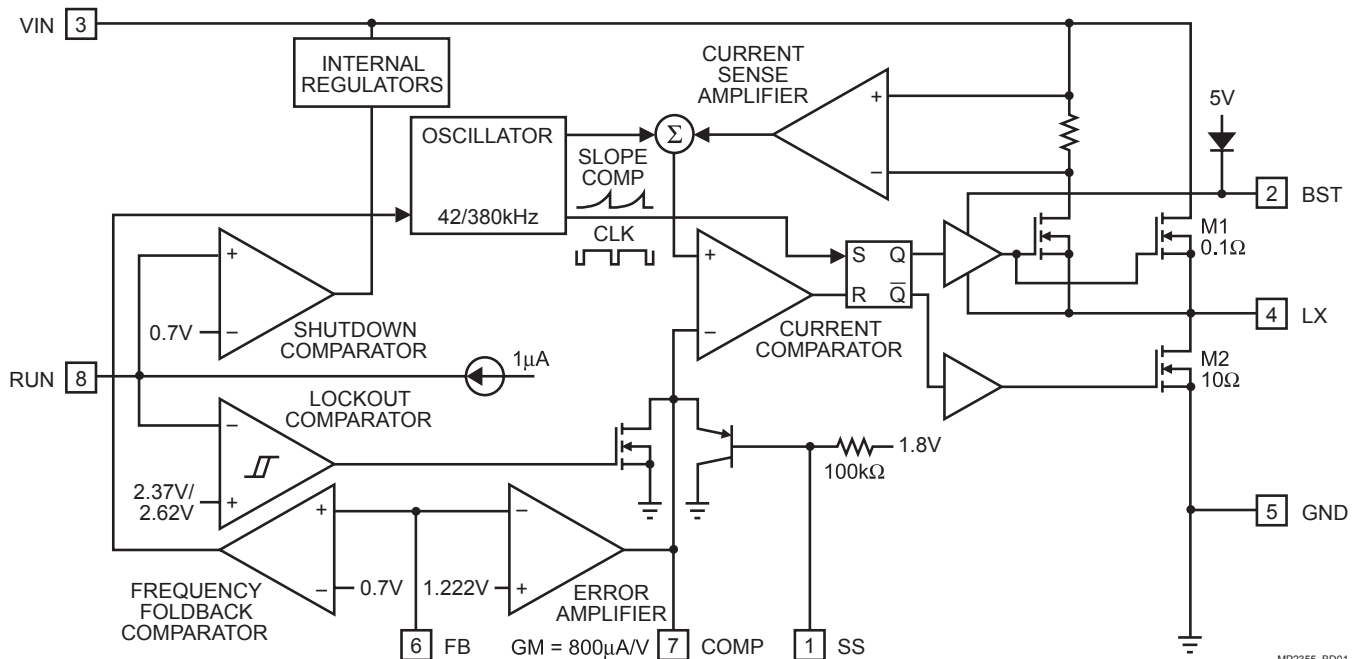 VIN 3
INTERNAL
REGULATORS
CURRENT
SENSE
AMPLIFIER
+
–
5V
OSCILLATOR
42/380kHz
Σ
SLOPE
COMP
CLK
2 BST
M1
0.1Ω
+
–
0.7V
SHUTDOWN
COMPARATOR
+
–
CURRENT
COMPARATOR
S Q
R Q̅
4 LX
M2
10Ω
RUN 8
1μA
LOCKOUT
COMPARATOR
–
+
2.37V/
2.62V
1.8V
100kΩ
5 GND
+
–
0.7V
FREQUENCY
FOLDBACK
COMPARATOR
–
+
1.222V
ERROR
AMPLIFIER
6 FB
GM = 800μA/V
7 COMP
1 SS